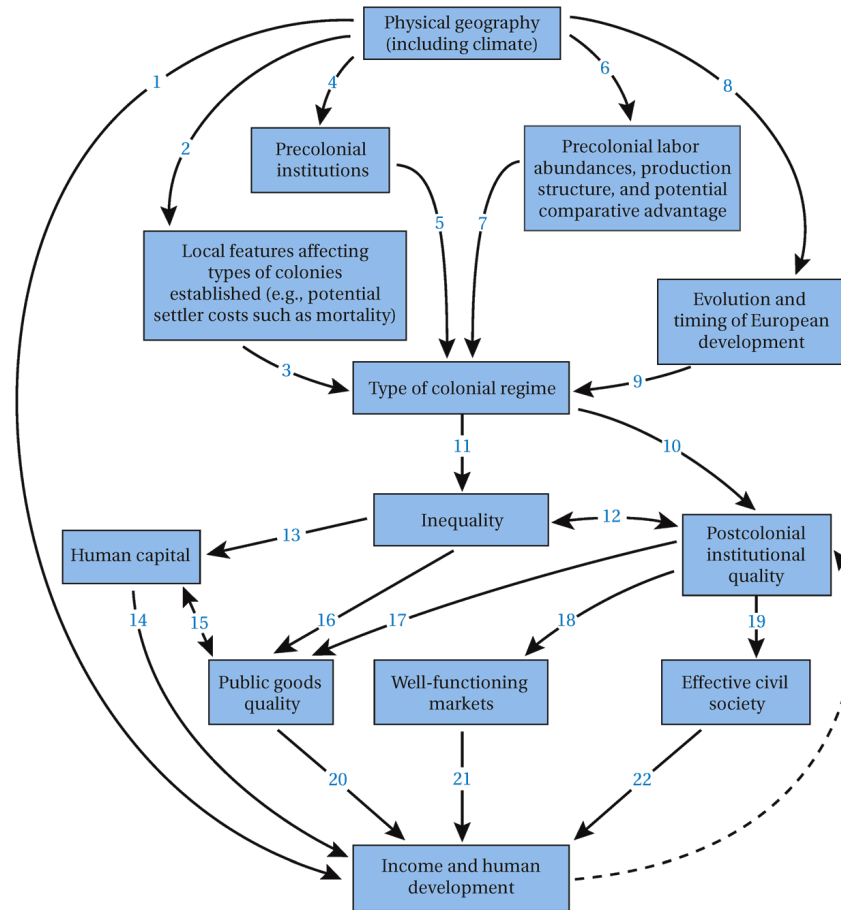 Physical geography
(including climate)
1
4
6
8
2
Precolonial
institutions
Precolonial labor
abundances, production
structure, and potential
comparative advantage
5
7
Local features affecting
types of colonies
established (e.g., potential
settler costs such as mortality)
Evolution and
timing of European
development
3
9
Type of colonial regime
11
10
Inequality
12
Postcolonial
institutional
quality
13
Human capital
14
15
16
17
18
19
Public goods
quality
Well-functioning
markets
Effective civil
society
20
21
22
Income and human
development